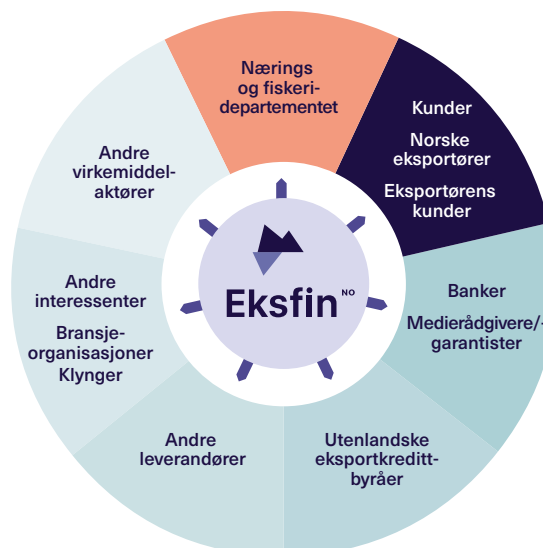 Nærings
og fiskeri-
departementet
Kunder
Norske
eksportører
Eksportørens
kunder
Banker
Medierådgivere/-
garantister
Utenlandske
eksportkreditt-
byråer
Andre
leverandører
Andre
interessenter
Bransje-
organisasjoner
Klynger
Andre
virkemiddel-
aktører
Eksfin NO